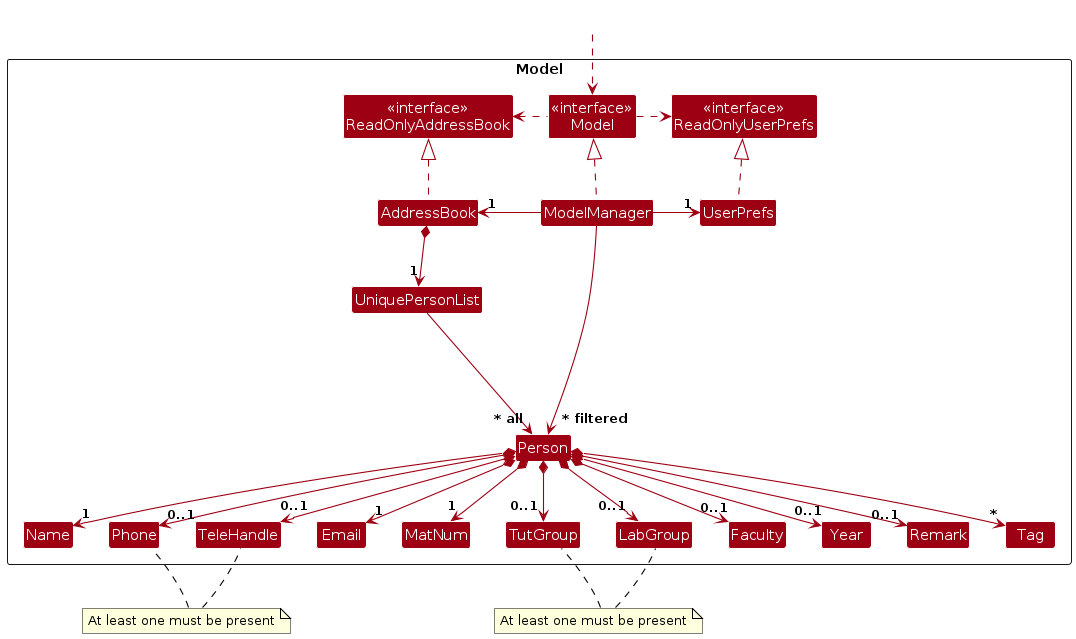 Model
«interface»
ReadOnlyAddressBook
«interface»
Model
«interface»
ReadOnlyUserPrefs
AddressBook
1
ModelManager
1
UserPrefs
1
UniquePersonList
* all
* filtered
Person
1
0..1
0..1
1
1
0..1
0..1
0..1
0..1
0..1
*
Name
Phone
TeleHandle
Email
MatNum
TutGroup
LabGroup
Faculty
Year
Remark
Tag
At least one must be present
At least one must be present